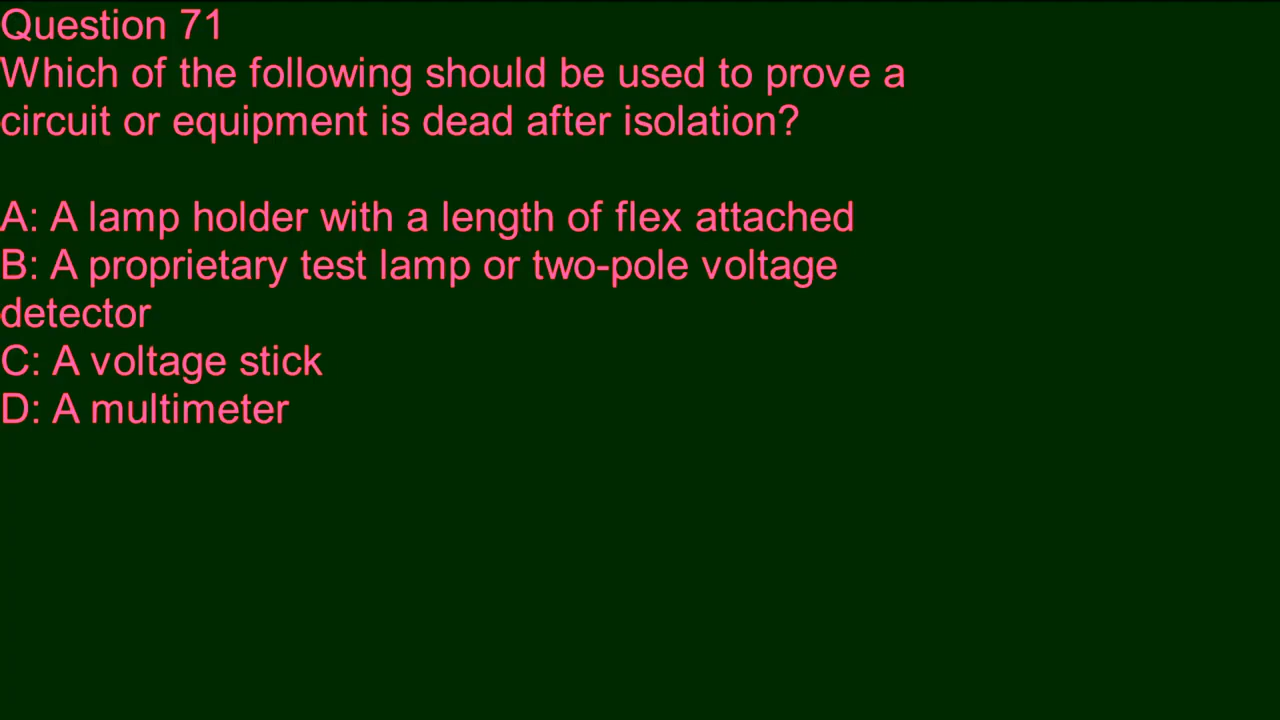 Question 71
Which of the following should be used to prove a
circuit or equipment is dead after isolation?
A: A lamp holder with a length of flex attached
B: A proprietary test lamp or two-pole voltage
detector
C: A voltage stick
D: A multimeter